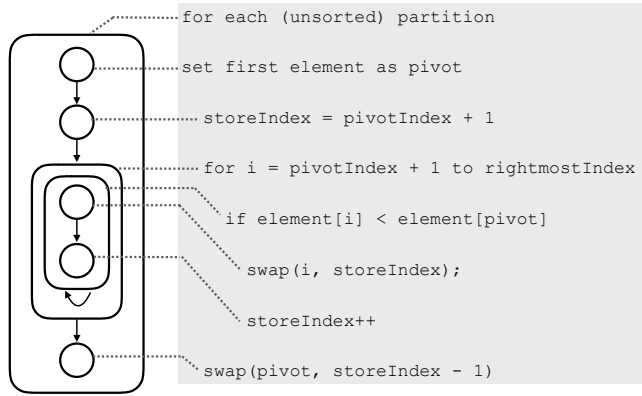 for each (unsorted) partition
set first element as pivot
storeIndex = pivotIndex + 1
for i = pivotIndex + 1 to rightmostIndex
if element[i] < element[pivot]
swap(i, storeIndex);
storeIndex++
swap(pivot, storeIndex - 1)